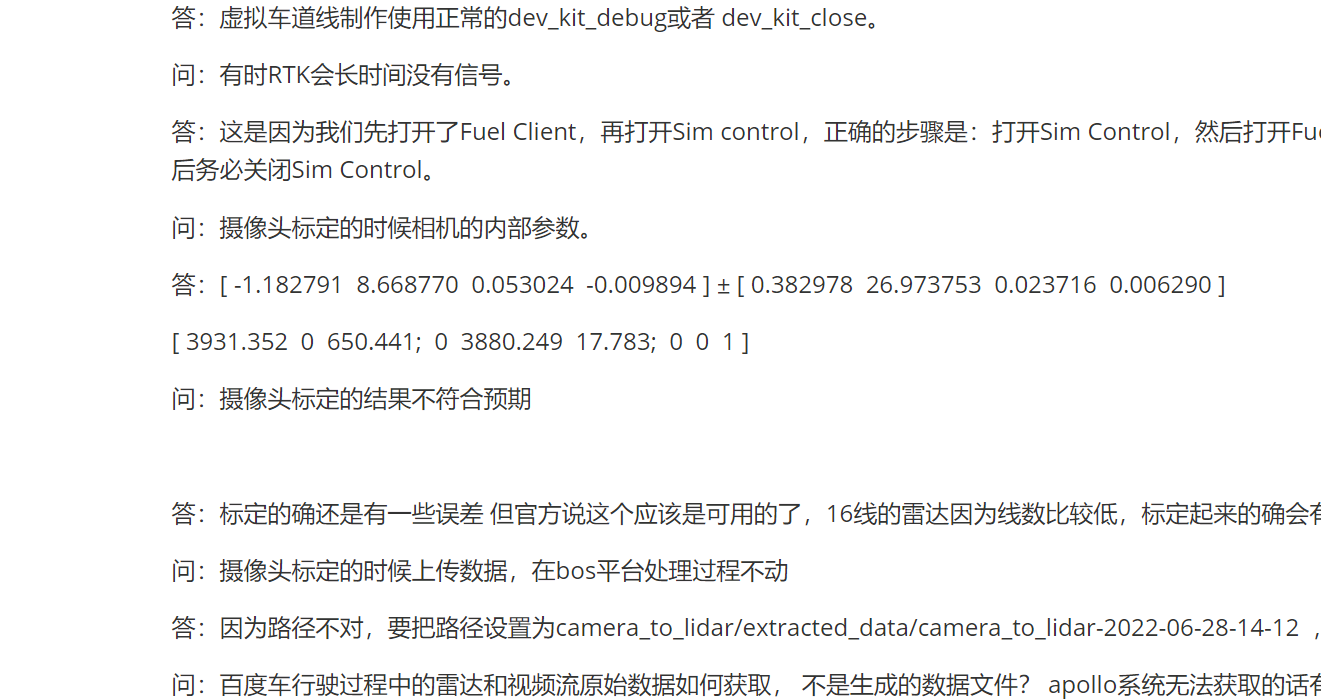 答：虚拟车道线制作使用正常的dev_kit_debug或者 dev_kit_close。
问：有时RTK会长时间没有信号。
答：这是因为我们先打开了Fuel Client，再打开Sim control，正确的步骤是：打开Sim Control，然后打开Fu
后务必关闭Sim Control。
问：摄像头标定的时候相机的内部参数。
答：[ -1.182791 8.668770 0.053024 -0.009894 ] ± [ 0.382978 26.973753 0.023716 0.006290 ]
[ 3931.352 0 650.441; 0 3880.249 17.783; 0 0 1 ]
问：摄像头标定的结果不符合预期
答：标定的确还是有一些误差 但官方说这个应该是可用的了，16线的雷达因为线数比较低，标定起来的确会
问：摄像头标定的时候上传数据，在bos平台处理过程不动
答：因为路径不对，要把路径设置为camera_to_lidar/extracted_data/camera_to_lidar-2022-06-28-14-12 ，
问：百度车行驶过程中的雷达和视频流原始数据如何获取， 不是生成的数据文件？ apollo系统无法获取的话